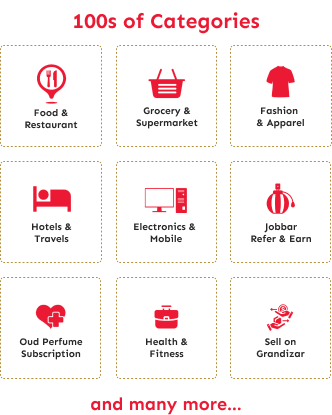 100s of Categories
Food &
Restaurant
Grocery &
Supermarket
Fashion
& Apparel
Hotels &
Travels
Electronics &
Mobile
Jobbar
Refer & Earn
Oud Perfume
Subscription
Health &
Fitness
Sell on
Grandizar
and many more...